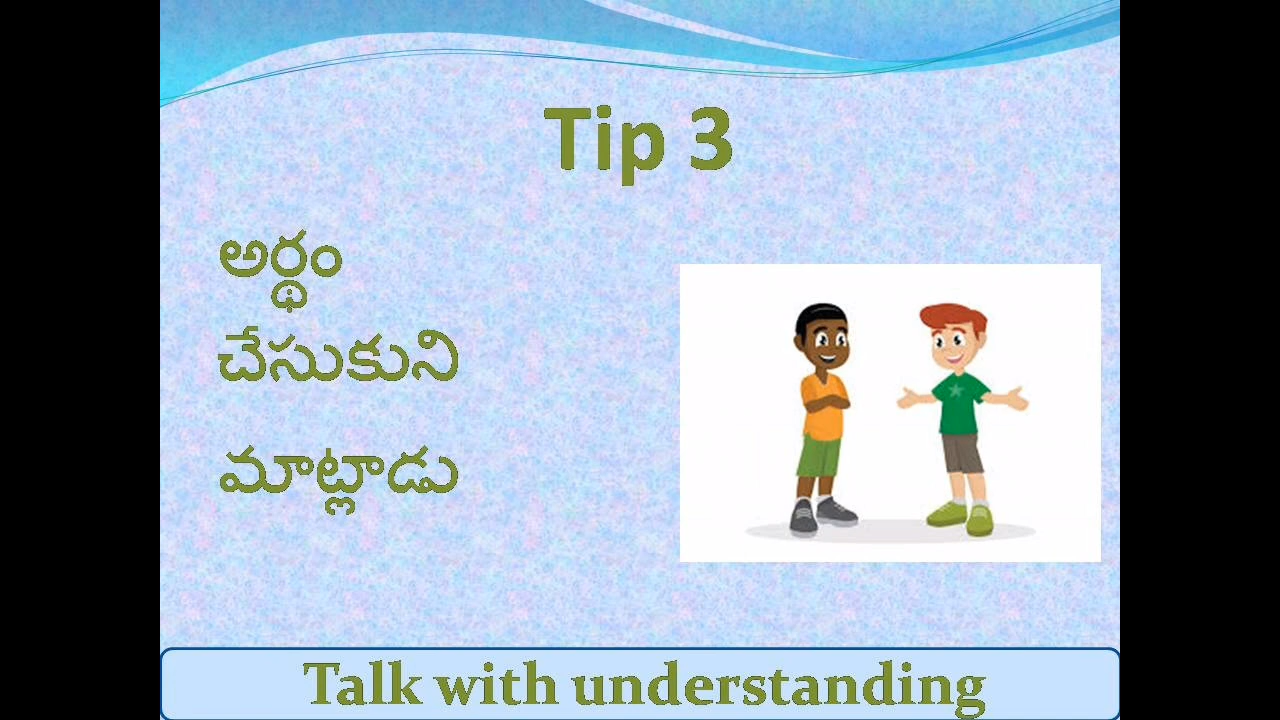 Tip 3
అర్థం
చేసుకుని
మాట్లాడు
Talk with understanding